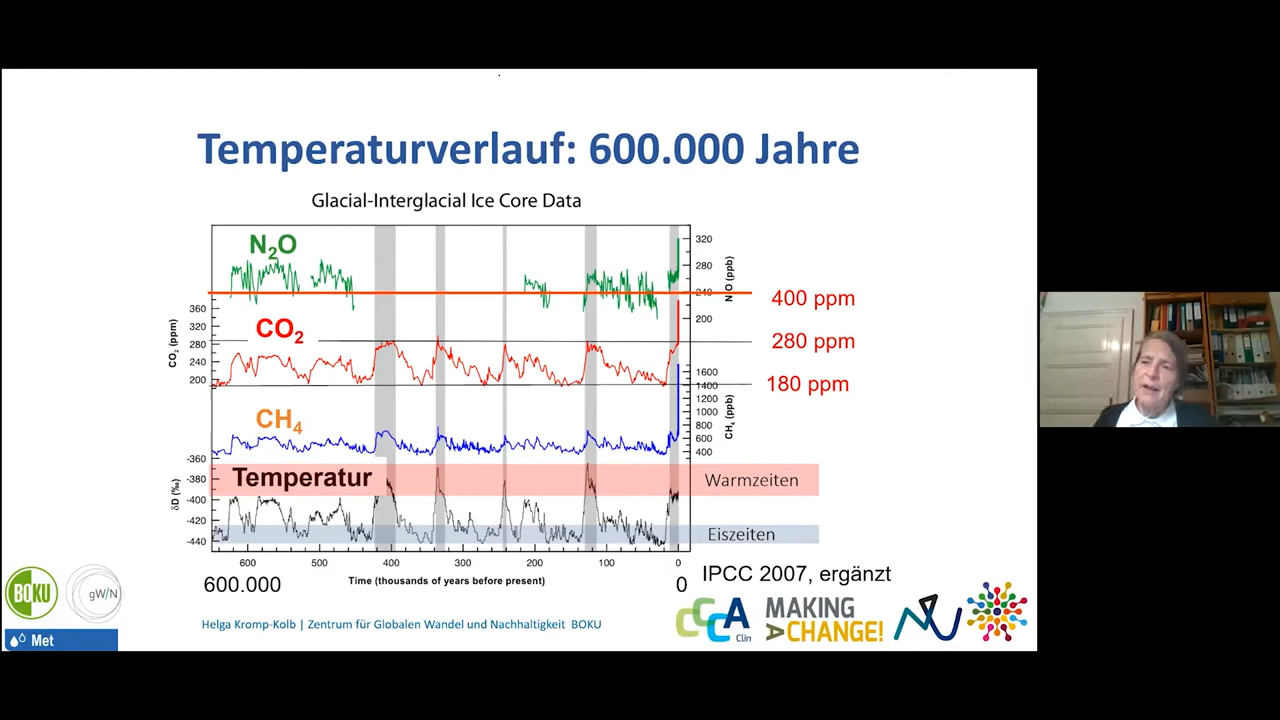 Temperaturverlauf: 600.000 Jahre
Glacial-Interglacial Ice Core Data
N2O
320
280
240
200
N O (ppb)
400 ppm
360
320
280
240
200
CO2 (ppm)
CO2
280 ppm
180 ppm
1600
1400
1200
1000
800
600
400
CH4 (ppb)
CH4
-360
-380
-400
-420
-440
δD (‰)
Temperatur
Warmzeiten
Eiszeiten
600 500 400 300 200 100 0
600.000
Time (thousands of years before present)
0
IPCC 2007, ergänzt
BOKU
gW/N
Met
Helga Kromp-Kolb | Zentrum für Globalen Wandel und Nachhaltigkeit BOKU
CCCA
Clin
MAKING
A CHANGE!